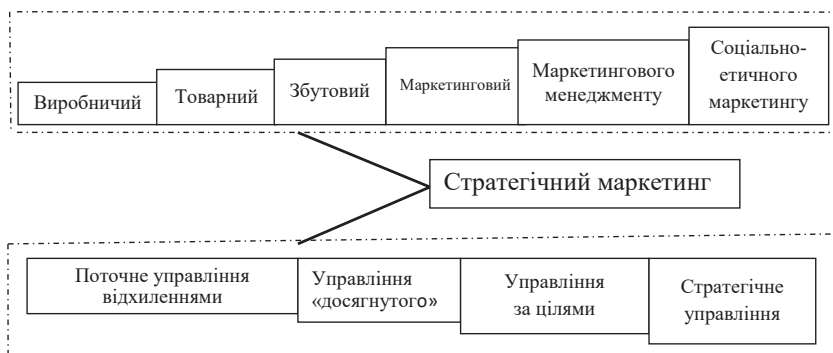 Виробничий
Товарний
Збутовий
Маркетинговий
Маркетингового
менеджменту
Соціально-
етичного
маркетингу
Стратегічний маркетинг
Поточне управління
відхиленнями
Управління
«досягнутого»
Управління
за цілями
Стратегічне
управління